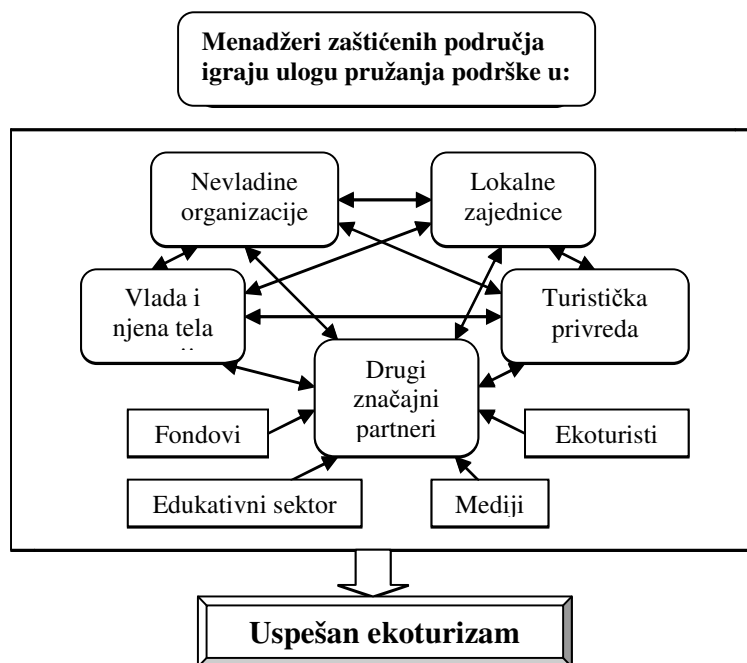 Menadžeri zaštićenih područja
igraju ulogu pružanja podrške u:
Nevladine
organizacije
Lokalne
zajednice
Vlada i
njena tela
Turistička
privreda
Drugi
značajni
partneri
Fondovi
Ekoturisti
Edukativni sektor
Mediji
Uspešan ekoturizam